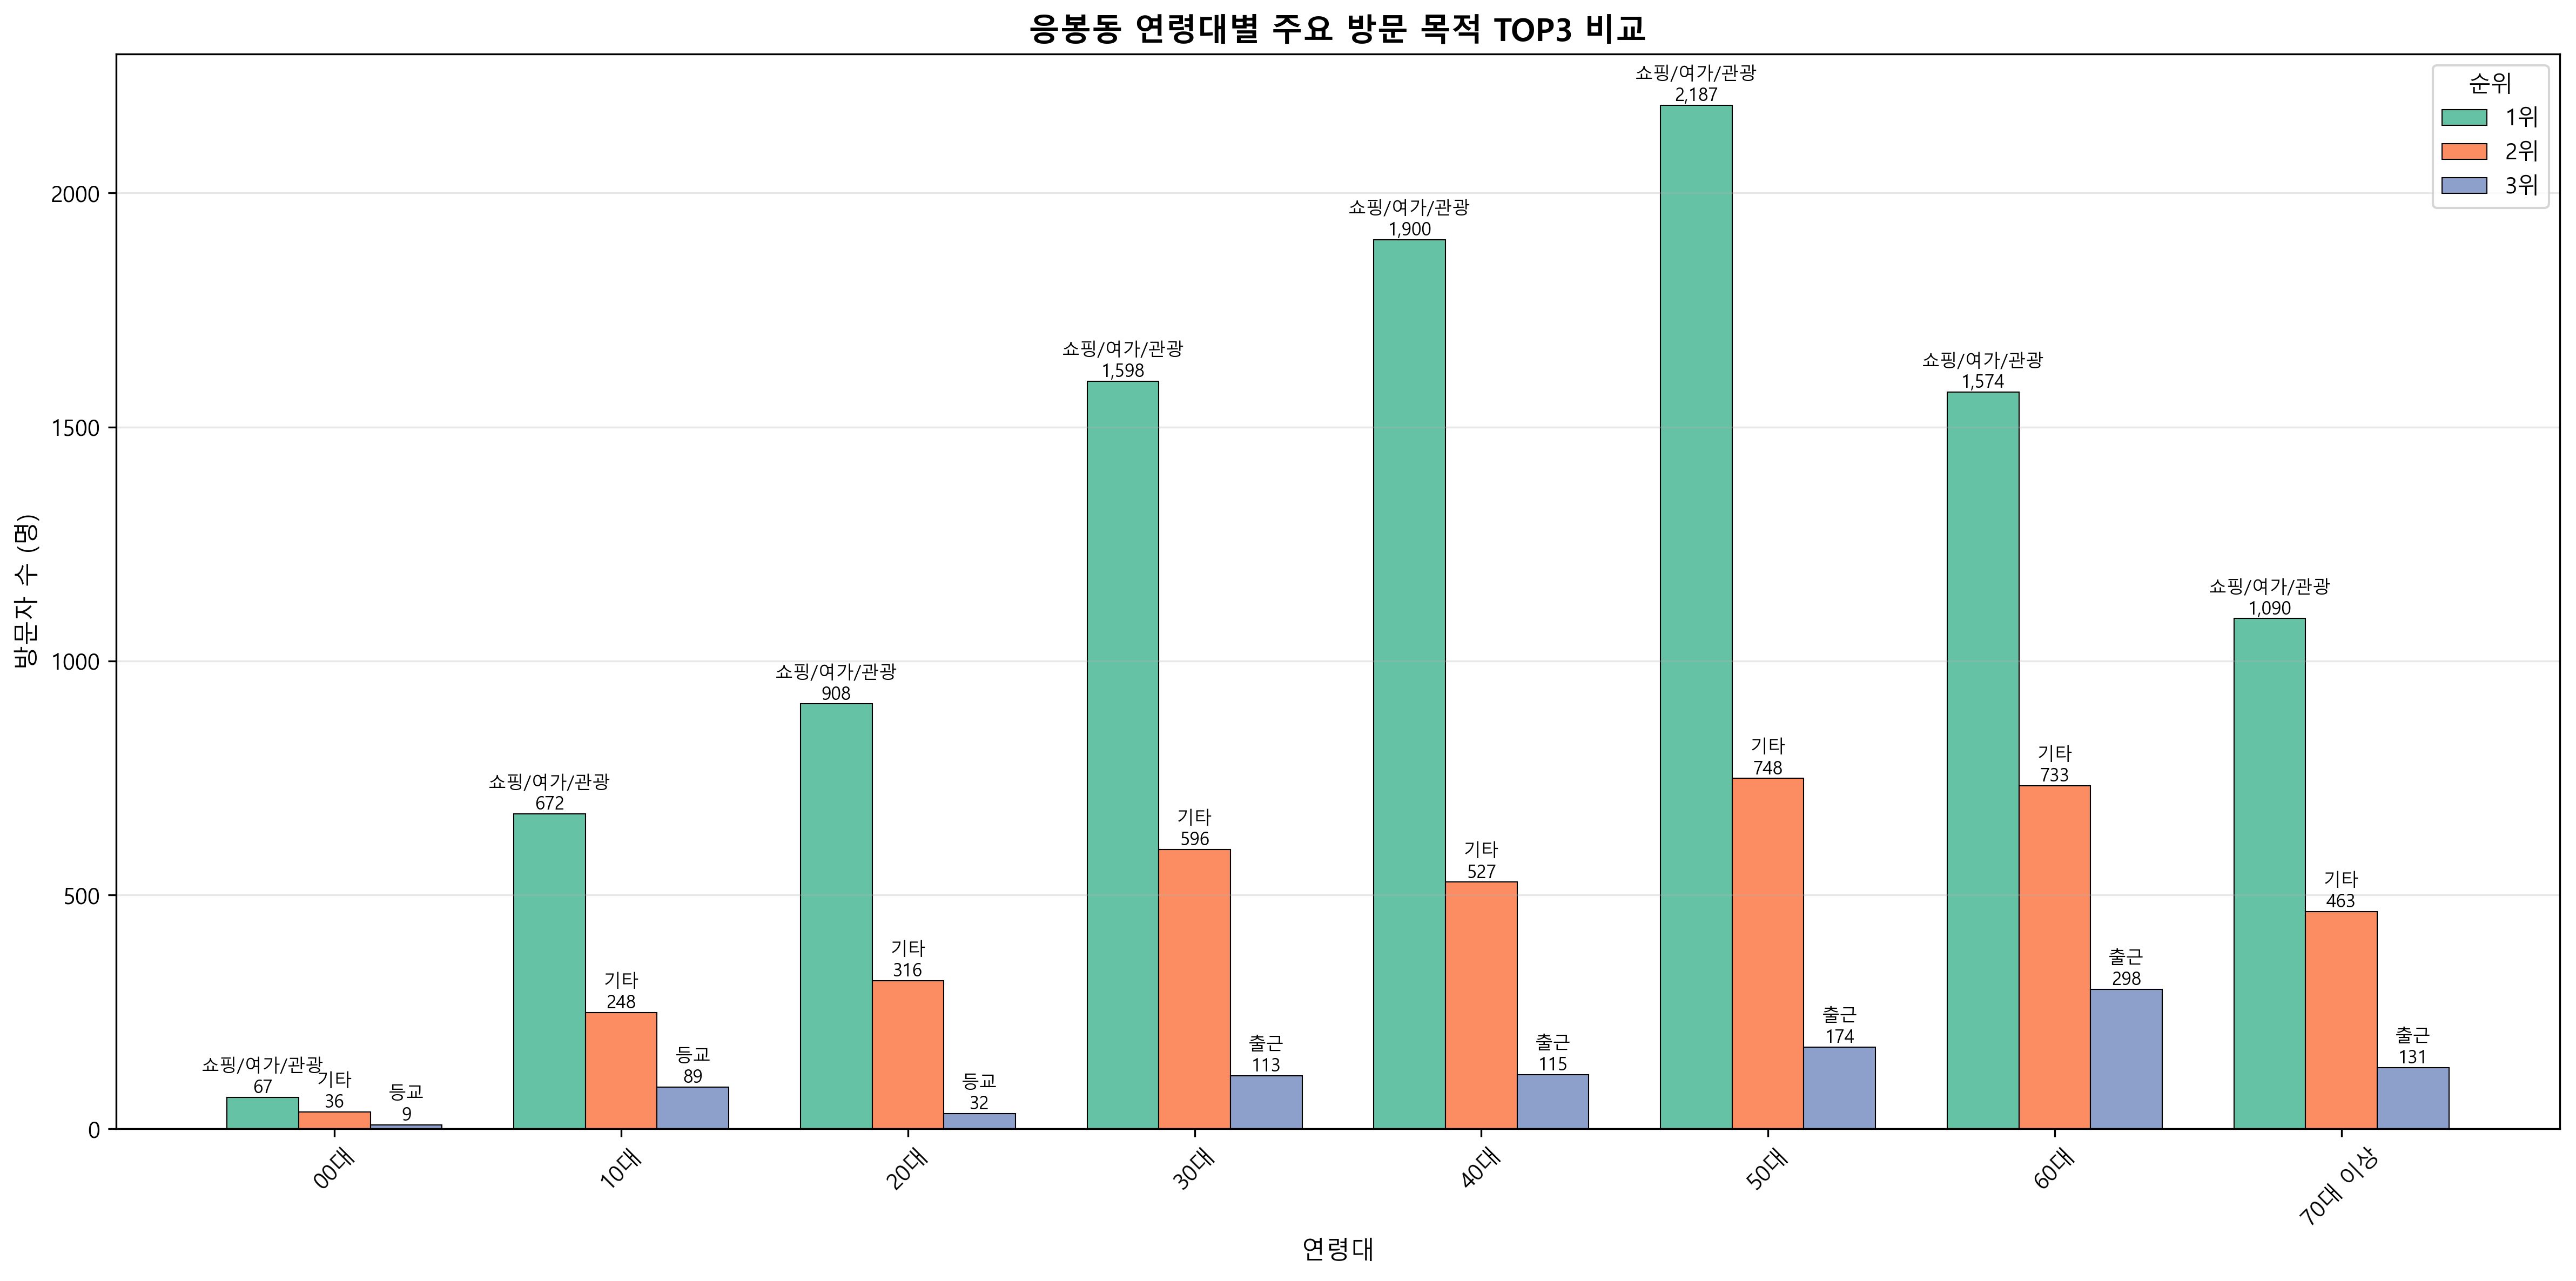 응봉동 연령대별 주요 방문 목적 TOP3 비교
순위
1위
2위
3위
방문자 수 (명)
2000
1500
1000
500
0
쇼핑/여가/관광
67
기타
36
등교
9
쇼핑/여가/관광
672
기타
248
등교
89
쇼핑/여가/관광
908
기타
316
등교
32
쇼핑/여가/관광
1,598
기타
596
출근
113
쇼핑/여가/관광
1,900
기타
527
출근
115
쇼핑/여가/관광
2,187
기타
748
출근
174
쇼핑/여가/관광
1,574
기타
733
출근
298
쇼핑/여가/관광
1,090
기타
463
출근
131
00대
10대
20대
30대
40대
50대
60대
70대 이상
연령대